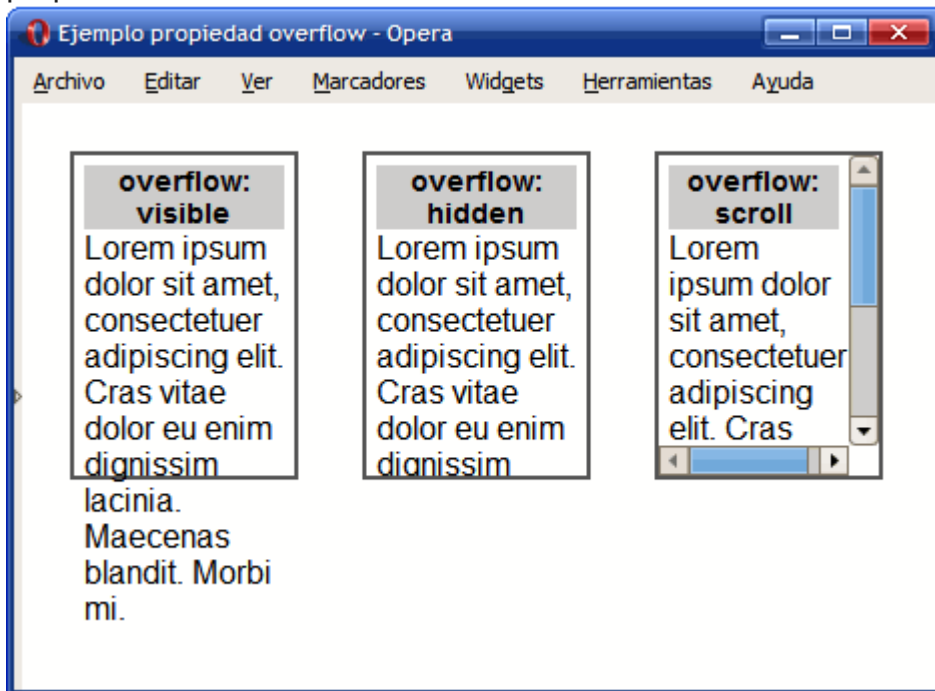 Ejemplo propiedad overflow - Opera
Archivo Editar Ver Marcadores Widgets Herramientas Ayuda
overflow:
visible
Lorem ipsum
dolor sit amet,
consectetuer
adipiscing elit.
Cras vitae
dolor eu enim
dignissim
lacinia.
Maecenas
blandit. Morbi
mi.
overflow:
hidden
Lorem ipsum
dolor sit amet,
consectetuer
adipiscing elit.
Cras vitae
dolor eu enim
dignissim
overflow:
scroll
Lorem
ipsum dolor
sit amet,
consectetuer
adipiscing
elit. Cras